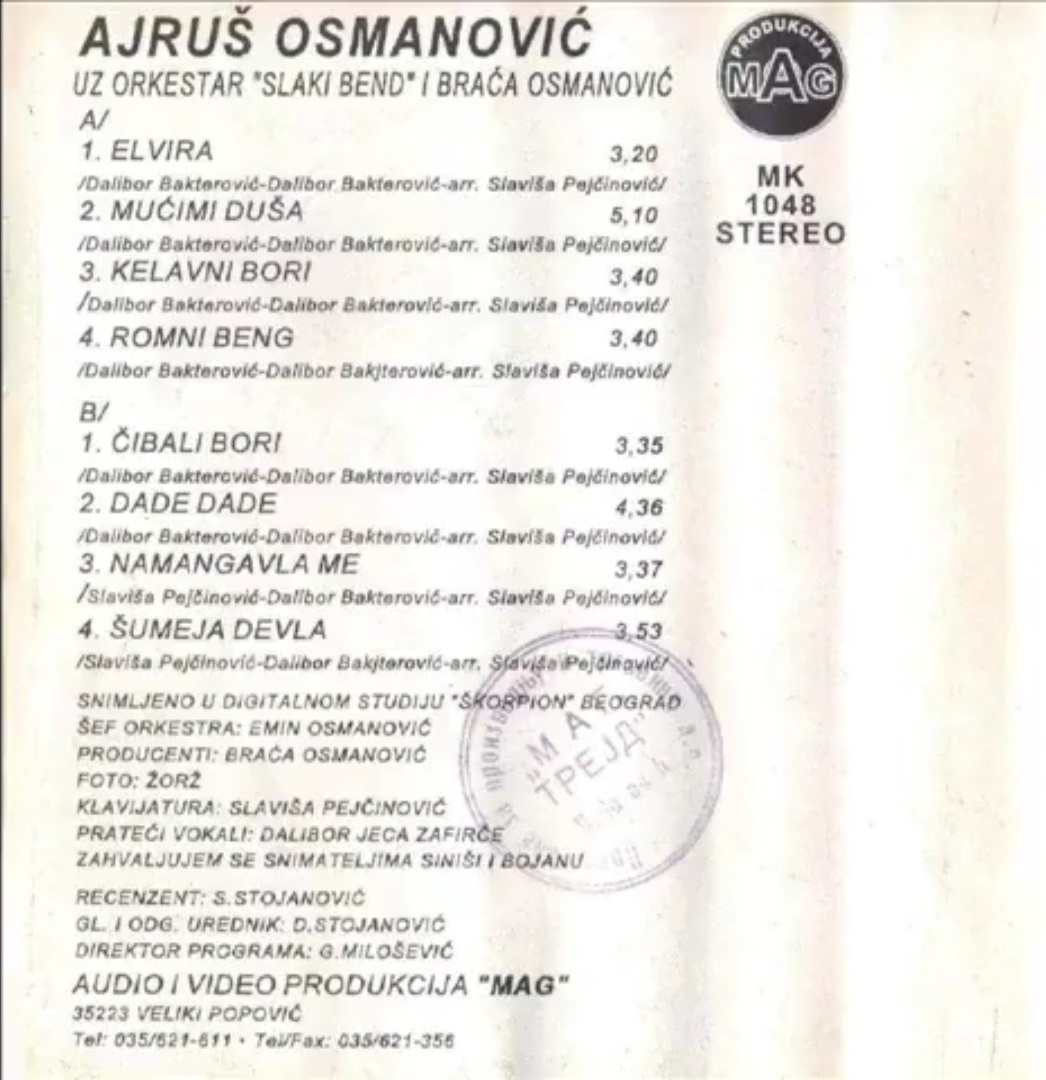 AJRUŠ OSMANOVIĆ
UZ ORKESTAR "SLAKI BEND" I BRAĆA OSMANOVIĆ
A/
1. ELVIRA 3,20
/Dalibor Bakterović-Dalibor Bakterović-arr. Slaviša Pejčinović/
2. MUĆIMI DUŠA 5,10
/Dalibor Bakterović-Dalibor Bakterović-arr. Slaviša Pejčinović/
3. KELAVNI BORI 3,40
/Dalibor Bakterović-Dalibor Bakterović-arr. Slaviša Pejčinović/
4. ROMNI BENG 3,40
/Dalibor Bakterović-Dalibor Bakjterović-arr. Slaviša Pejčinović/
B/
1. ČIBALI BORI 3,35
/Dalibor Bakterović-Dalibor Bakterović-arr. Slaviša Pejčinović/
2. DADE DADE 4,36
/Dalibor Bakterović-Dalibor Bakterović-arr. Slaviša Pejčinović/
3. NAMANGAVLA ME 3,37
/Slaviša Pejčinović-Dalibor Bakterović-arr. Slaviša Pejčinović/
4. ŠUMEJA DEVLA 3,53
/Slaviša Pejčinović-Dalibor Bakjterović-arr. Slaviša Pejčinović/
SNIMLJENO U DIGITALNOM STUDIJU "ŠKORPION" BEOGRAD
ŠEF ORKESTRA: EMIN OSMANOVIĆ
PRODUCENTI: BRAĆA OSMANOVIĆ
FOTO: ŽORŽ
KLAVIJATURA: SLAVIŠA PEJČINOVIĆ
PRATEĆI VOKALI: DALIBOR JECA ZAFIRČE
ZAHVALJUJEM SE SNIMATELJIMA SINIŠI I BOJANU
RECENZENT: S.STOJANOVIĆ
GL. I ODG. UREDNIK: D.STOJANOVIĆ
DIREKTOR PROGRAMA: G.MILOŠEVIĆ
AUDIO I VIDEO PRODUKCIJA "MAG"
35223 VELIKI POPOVIĆ
Tel: 035/621-611 • Tel/Fax: 035/621-356
PRODUKCIJA
MAG
MK
1048
STEREO
"МАГ
ТРЕЈД"